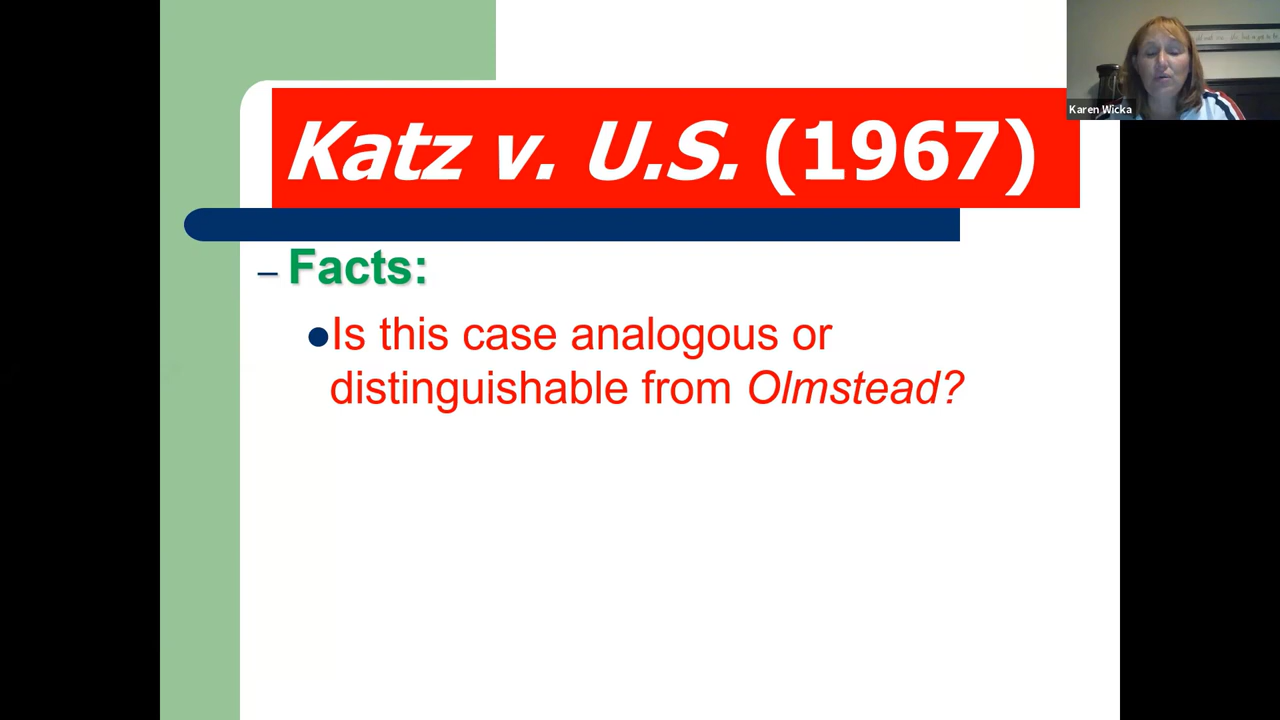 Katz v. U.S. (1967)
Karen Wicka
– Facts:
●Is this case analogous or
distinguishable from Olmstead?